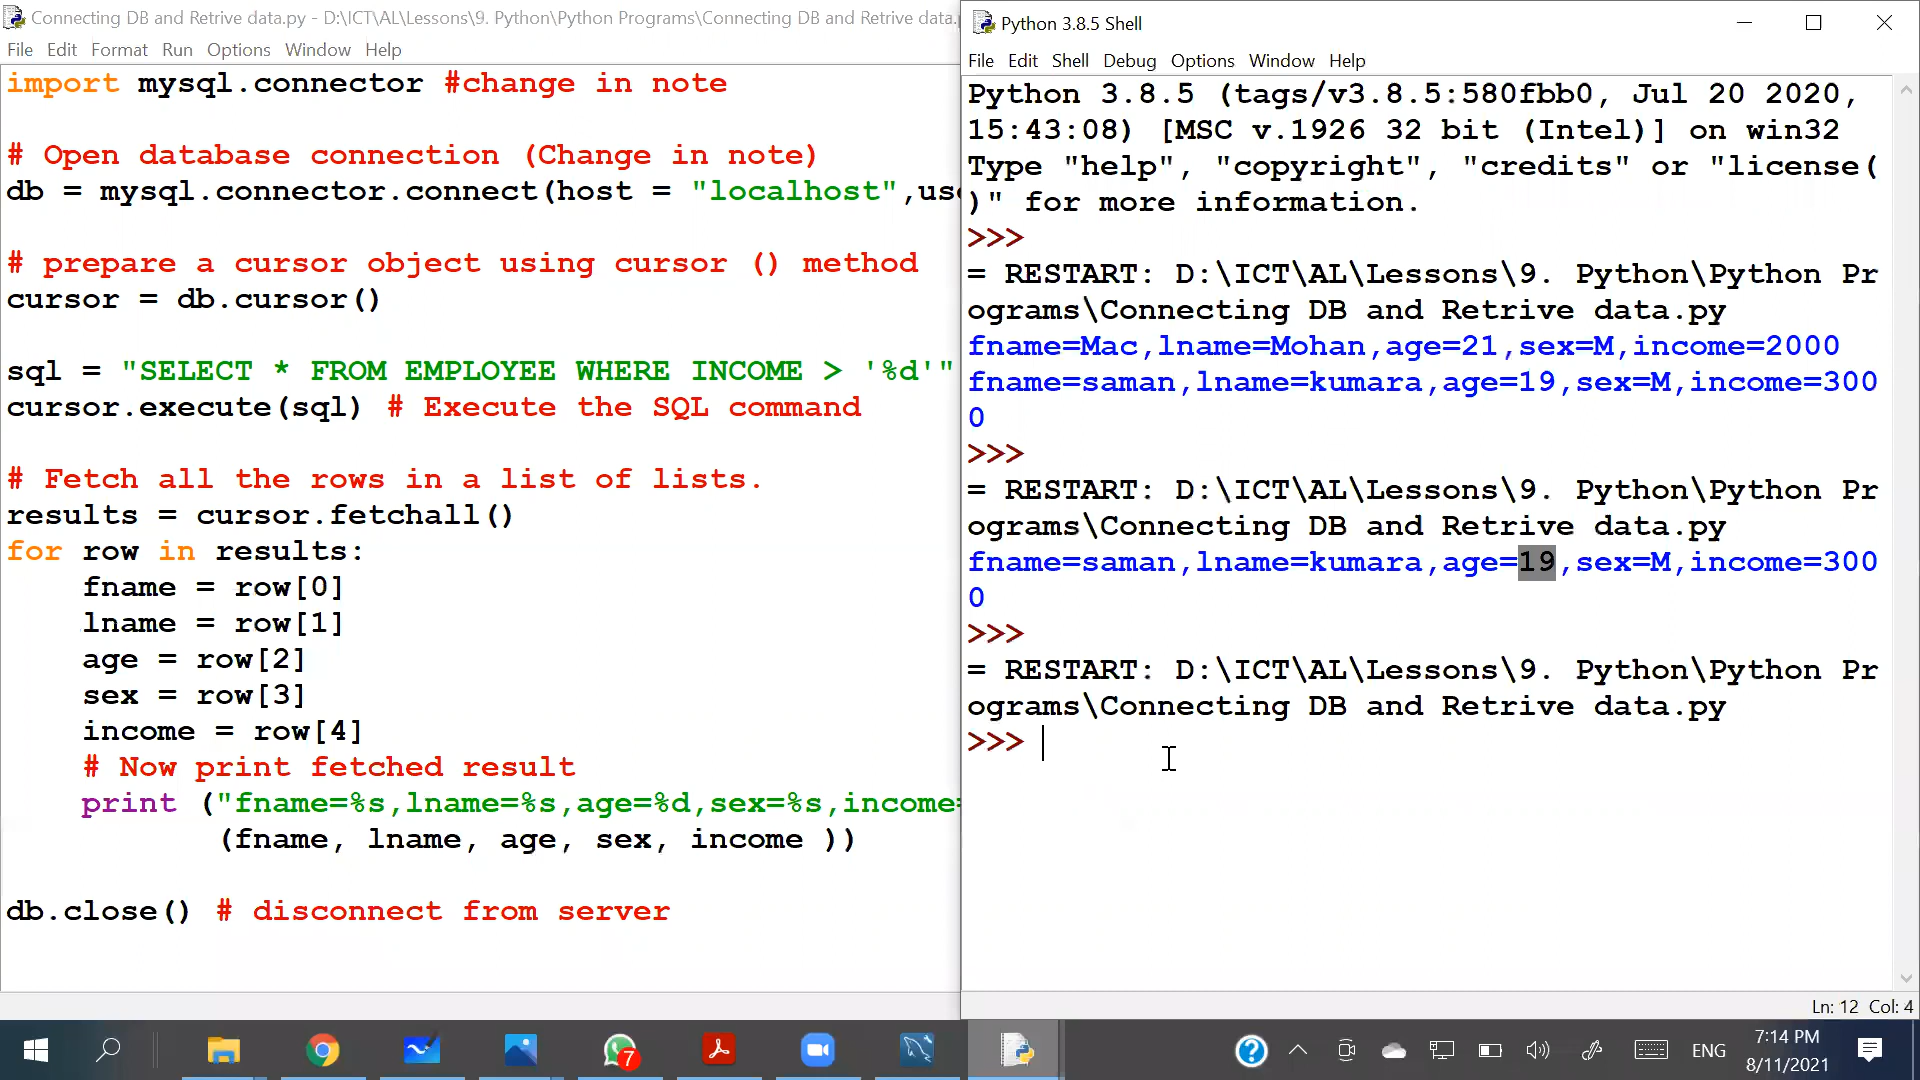 Connecting DB and Retrive data.py - D:\ICT\AL\Lessons\9. Python\Python Programs\Connecting DB and Retrive data.
File Edit Format Run Options Window Help
import mysql.connector #change in note
# Open database connection (Change in note)
db = mysql.connector.connect(host = "localhost",use
# prepare a cursor object using cursor () method
cursor = db.cursor()
sql = "SELECT * FROM EMPLOYEE WHERE INCOME > '%d'"
cursor.execute(sql) # Execute the SQL command
# Fetch all the rows in a list of lists.
results = cursor.fetchall()
for row in results:
fname = row[0]
lname = row[1]
age = row[2]
sex = row[3]
income = row[4]
# Now print fetched result
print ("fname=%s,lname=%s,age=%d,sex=%s,income=
(fname, lname, age, sex, income ))
db.close() # disconnect from server
Python 3.8.5 Shell
File Edit Shell Debug Options Window Help
Python 3.8.5 (tags/v3.8.5:580fbb0, Jul 20 2020,
15:43:08) [MSC v.1926 32 bit (Intel)] on win32
Type "help", "copyright", "credits" or "license(
)" for more information.
>>>
= RESTART: D:\ICT\AL\Lessons\9. Python\Python Pr
ograms\Connecting DB and Retrive data.py
fname=Mac,lname=Mohan,age=21,sex=M,income=2000
fname=saman,lname=kumara,age=19,sex=M,income=300
0
>>>
= RESTART: D:\ICT\AL\Lessons\9. Python\Python Pr
ograms\Connecting DB and Retrive data.py
fname=saman,lname=kumara,age=19,sex=M,income=300
0
>>>
= RESTART: D:\ICT\AL\Lessons\9. Python\Python Pr
ograms\Connecting DB and Retrive data.py
>>>
Ln: 12 Col: 4
7
ENG
7:14 PM
8/11/2021